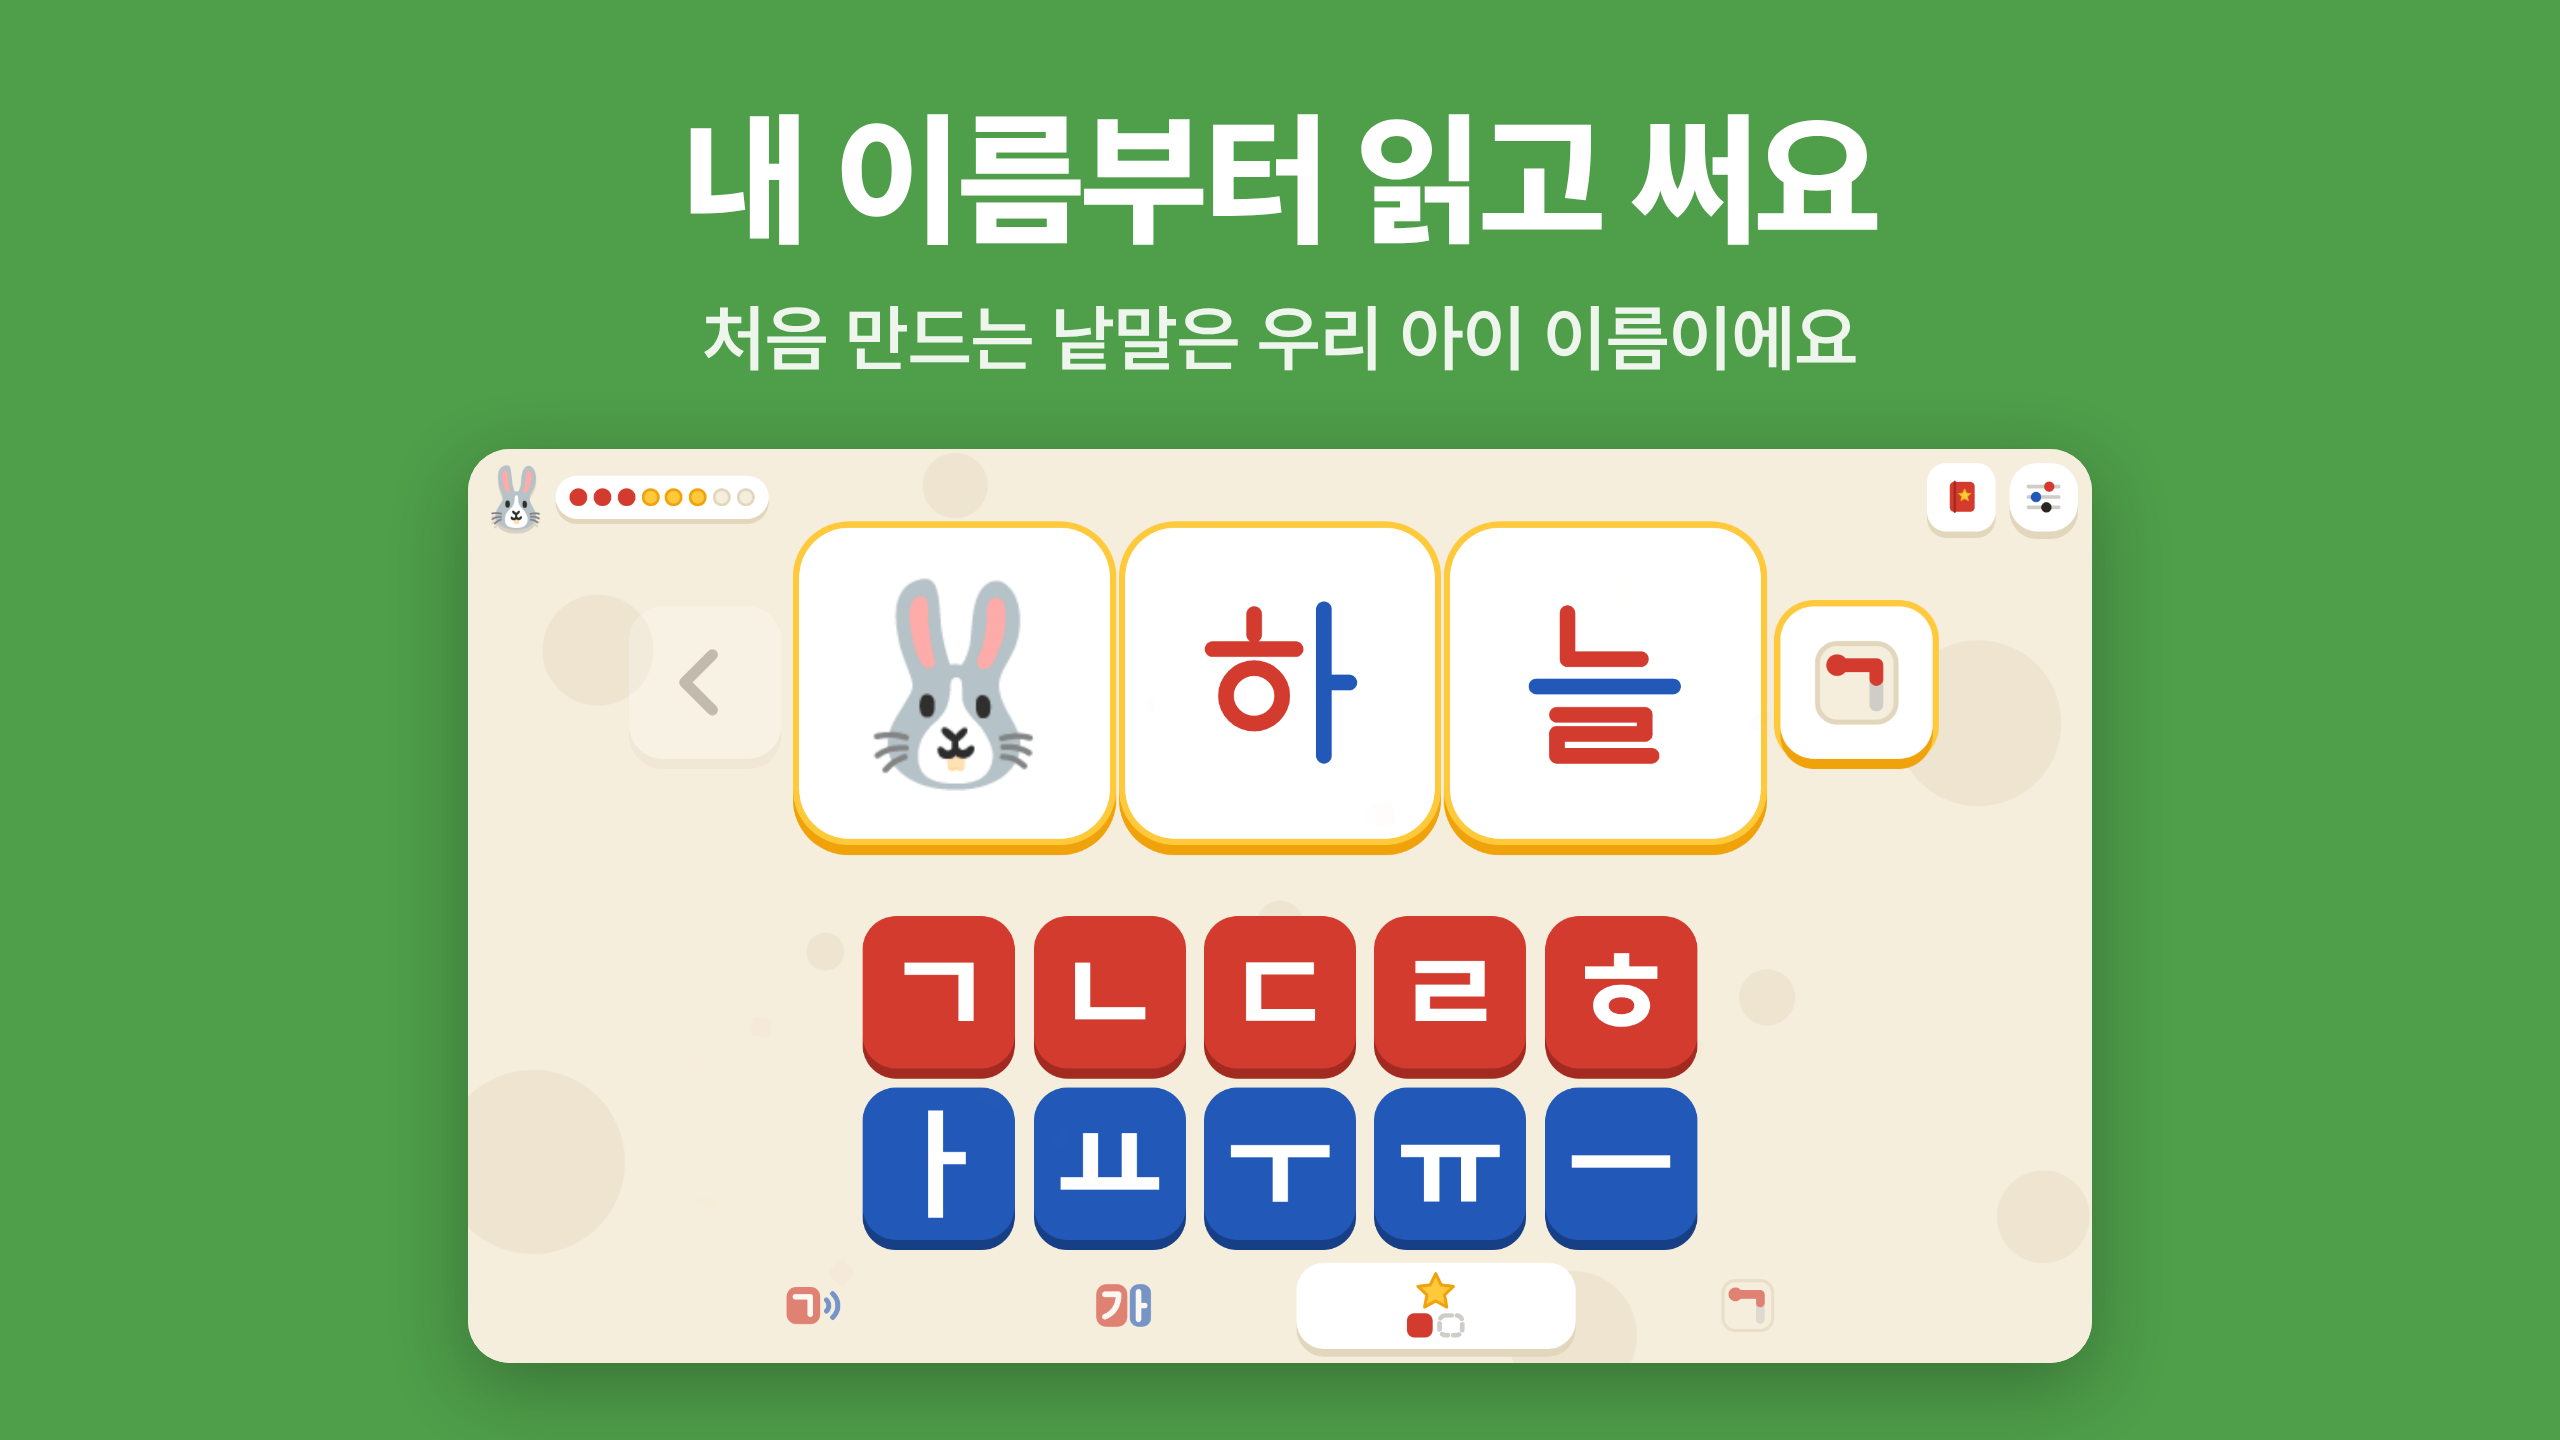 내 이름부터 읽고 써요
처음 만드는 낱말은 우리 아이 이름이에요
하 늘
ㄱ
ㄱ ㄴ ㄷ ㄹ ㅎ
ㅏ ㅛ ㅜ ㅠ ㅡ
ㄱ 가 ㄱ